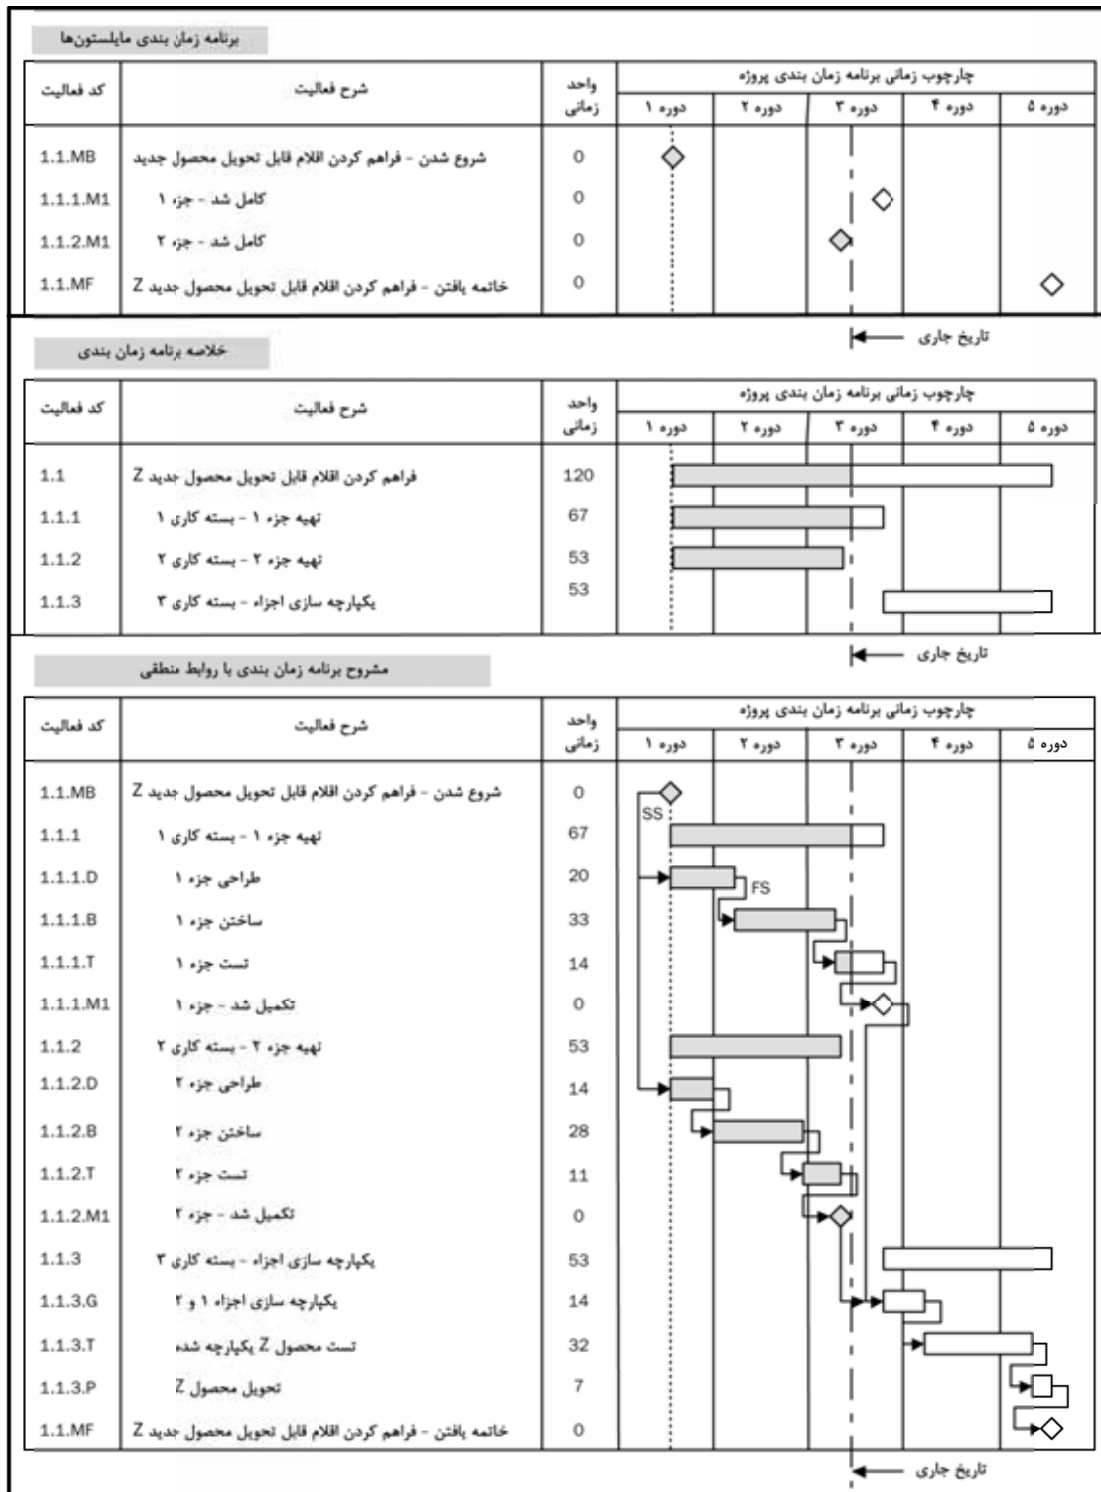 برنامه زمان بندی مایلستون‌ها
کد فعالیت شرح فعالیت واحد زمانی چارچوب زمانی برنامه زمان بندی پروژه
دوره ۱ دوره ۲ دوره ۳ دوره ۴ دوره ۵
1.1.MB شروع شدن - فراهم کردن اقلام قابل تحویل محصول جدید 0
1.1.1.M1 کامل شد - جزء ۱ 0
1.1.2.M1 کامل شد - جزء ۲ 0
1.1.MF خاتمه یافتن - فراهم کردن اقلام قابل تحویل محصول جدید Z 0
تاریخ جاری
خلاصه برنامه زمان بندی
کد فعالیت شرح فعالیت واحد زمانی چارچوب زمانی برنامه زمان بندی پروژه
دوره ۱ دوره ۲ دوره ۳ دوره ۴ دوره ۵
1.1 فراهم کردن اقلام قابل تحویل محصول جدید Z 120
1.1.1 تهیه جزء ۱ - بسته کاری ۱ 67
1.1.2 تهیه جزء ۲ - بسته کاری ۲ 53
1.1.3 یکپارچه سازی اجزاء - بسته کاری ۳ 53
تاریخ جاری
مشروح برنامه زمان بندی با روابط منطقی
کد فعالیت شرح فعالیت واحد زمانی چارچوب زمانی برنامه زمان بندی پروژه
دوره ۱ دوره ۲ دوره ۳ دوره ۴ دوره ۵
1.1.MB شروع شدن - فراهم کردن اقلام قابل تحویل محصول جدید Z 0
SS
1.1.1 تهیه جزء ۱ - بسته کاری ۱ 67
1.1.1.D طراحی جزء ۱ 20
FS
1.1.1.B ساختن جزء ۱ 33
1.1.1.T تست جزء ۱ 14
1.1.1.M1 تکمیل شد - جزء ۱ 0
1.1.2 تهیه جزء ۲ - بسته کاری ۲ 53
1.1.2.D طراحی جزء ۲ 14
1.1.2.B ساختن جزء ۲ 28
1.1.2.T تست جزء ۲ 11
1.1.2.M1 تکمیل شد - جزء ۲ 0
1.1.3 یکپارچه سازی اجزاء - بسته کاری ۳ 53
1.1.3.G یکپارچه سازی اجزاء ۱ و ۲ 14
1.1.3.T تست محصول Z یکپارچه شده 32
1.1.3.P تحویل محصول Z 7
1.1.MF خاتمه یافتن - فراهم کردن اقلام قابل تحویل محصول جدید Z 0
تاریخ جاری